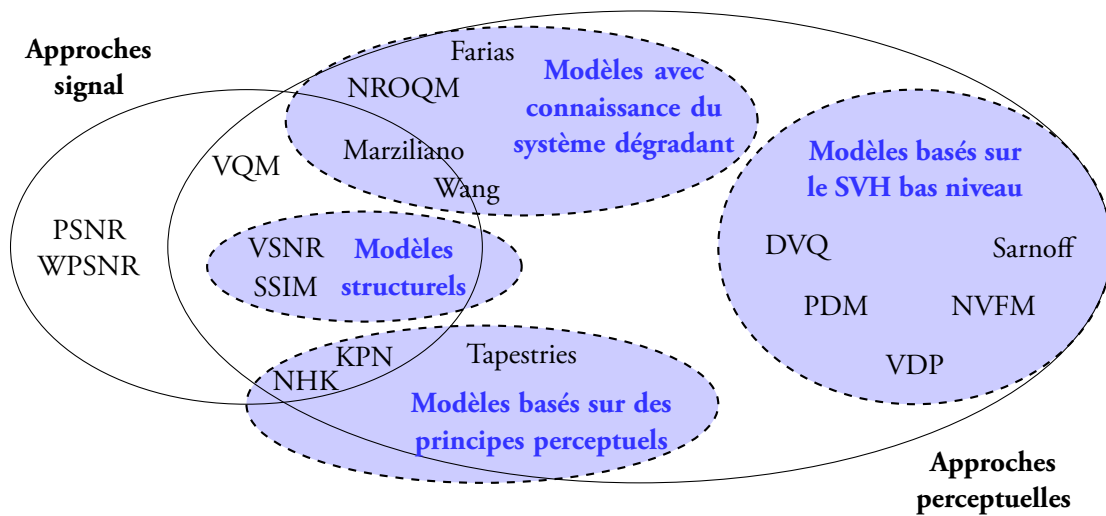 Approches
signal
Farias
NROQM
Modèles avec
connaissance du
système dégradant
Marziliano
Wang
VQM
PSNR
WPSNR
VSNR
SSIM
Modèles
structurels
KPN
NHK
Tapestries
Modèles basés sur des
principes perceptuels
Modèles basés sur
le SVH bas niveau
DVQ
Sarnoff
PDM
NVFM
VDP
Approches
perceptuelles